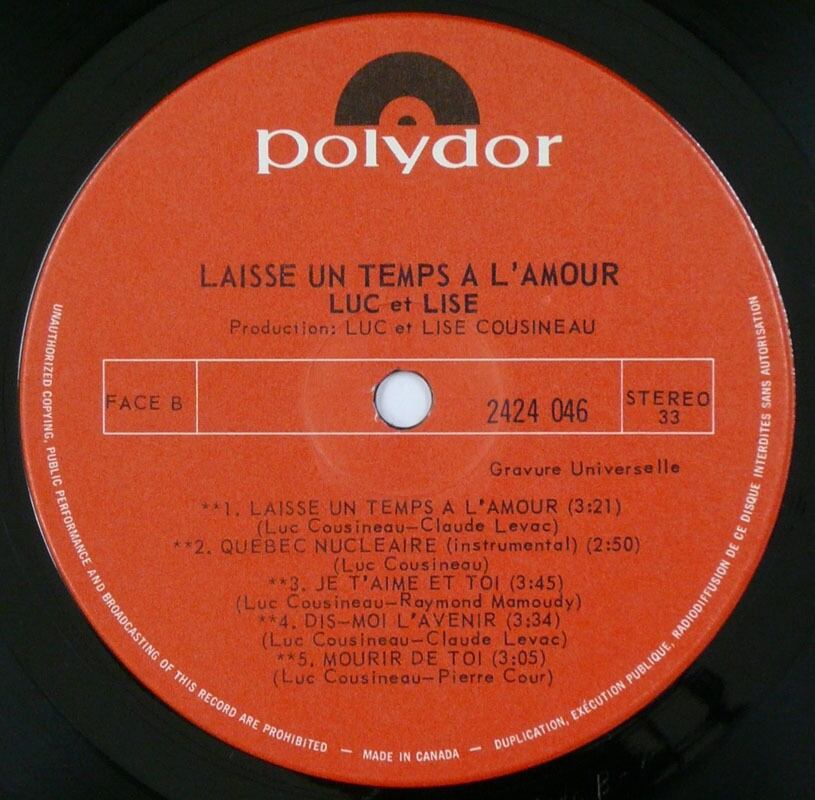 polydor
LAISSE UN TEMPS A L'AMOUR
LUC et LISE
Production: LUC et LISE COUSINEAU
FACE B
2424 046
STEREO
33
Gravure Universelle
**1. LAISSE UN TEMPS A L'AMOUR (3:21)
(Luc Cousineau—Claude Levac)
**2. QUEBEC NUCLEAIRE (instrumental) (2:50)
(Luc Cousineau)
**3. JE T'AIME ET TOI (3:45)
(Luc Cousineau—Raymond Mamoudy)
**4. DIS—MOI L'AVENIR (3:34)
(Luc Cousineau—Claude Levac)
**5. MOURIR DE TOI (3:05)
(Luc Cousineau—Pierre Cour)
UNAUTHORIZED COPYING, PUBLIC PERFORMANCE AND BROADCASTING OF THIS RECORD ARE PROHIBITED — MADE IN CANADA — DUPLICATION, EXÉCUTION PUBLIQUE, RADIODIFFUSION DE CE DISQUE INTERDITES SANS AUTORISATION